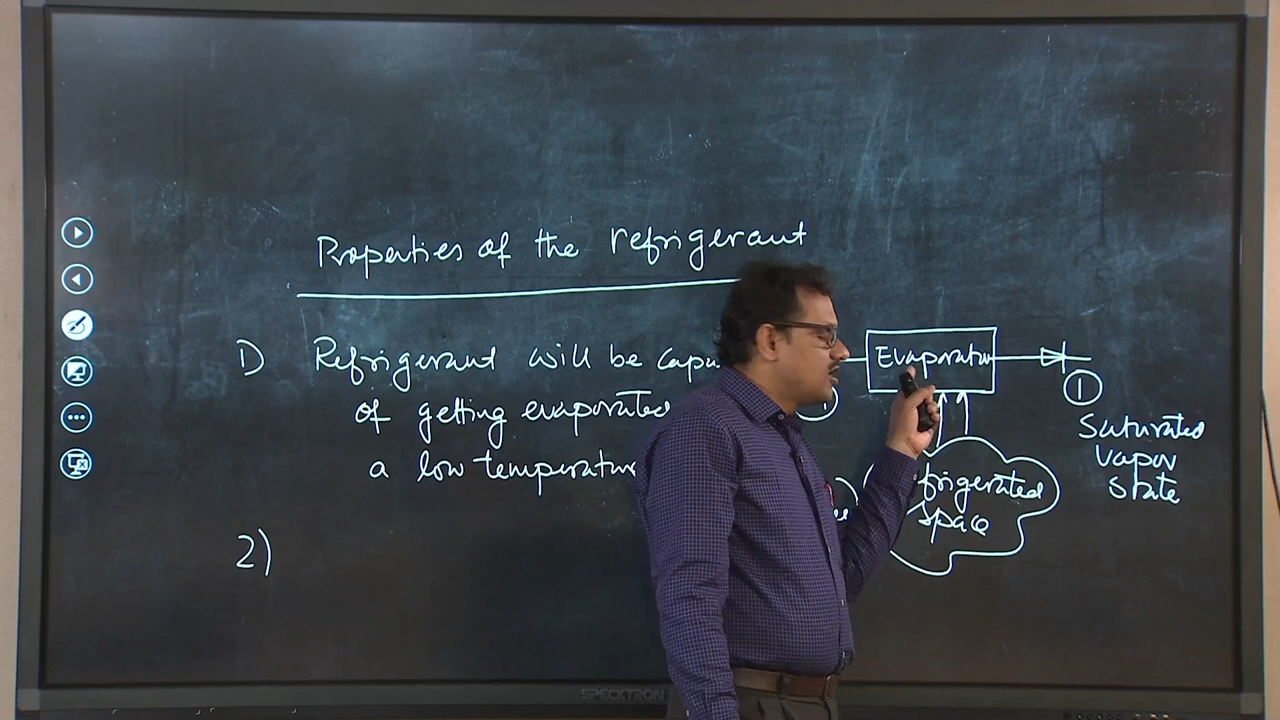 Properties of the refrigerant
1) Refrigerant will be capa
of getting evaporated
a low temperature
2)
Evaporator
1
Saturated
Vapor
State
frigerated
space
SPECKTRON